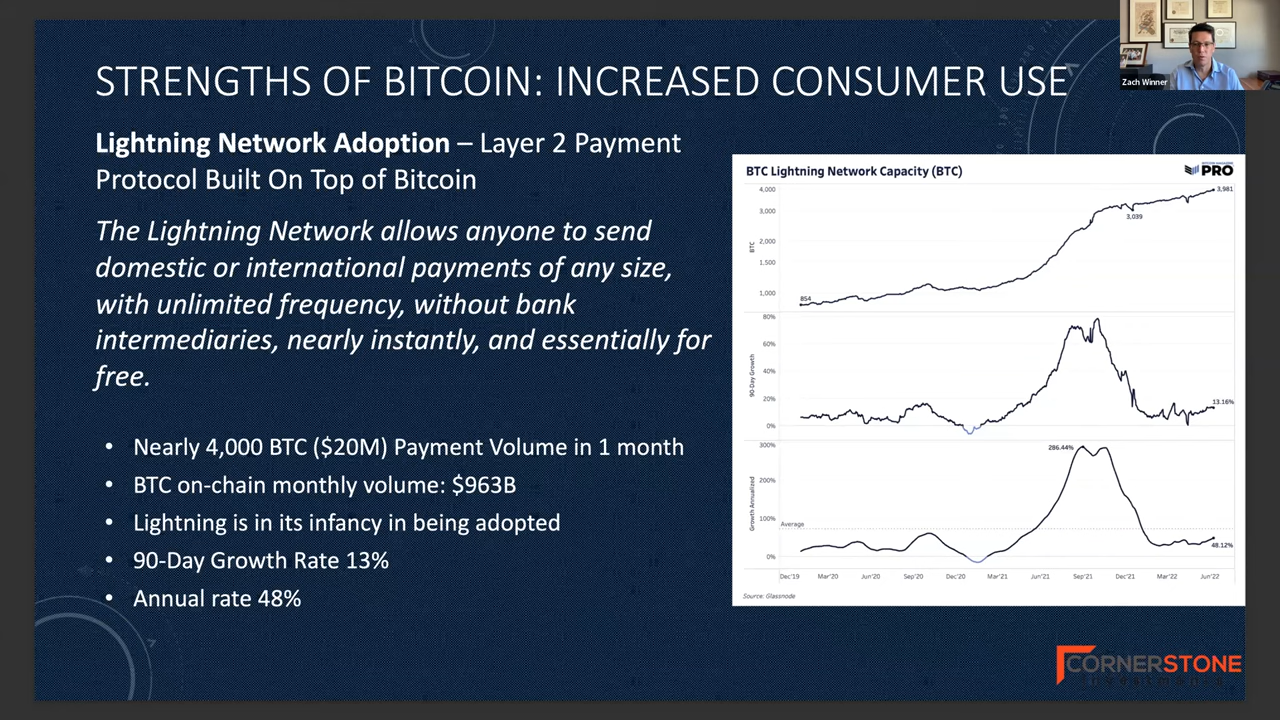 Zach Winner
STRENGTHS OF BITCOIN: INCREASED CONSUMER USE
Lightning Network Adoption – Layer 2 Payment
Protocol Built On Top of Bitcoin
The Lightning Network allows anyone to send
domestic or international payments of any size,
with unlimited frequency, without bank
intermediaries, nearly instantly, and essentially for
free.
• Nearly 4,000 BTC ($20M) Payment Volume in 1 month
• BTC on-chain monthly volume: $963B
• Lightning is in its infancy in being adopted
• 90-Day Growth Rate 13%
• Annual rate 48%
BTC Lightning Network Capacity (BTC)
BITCOIN MAGAZINE
PRO
4,000
3,000
2,000
1,500
1,000
BTC
854
3,039
3,981
80%
60%
40%
20%
0%
90-Day Growth
13.16%
300%
200%
100%
0%
Growth Annualized
286.44%
Average
48.12%
Dec'19 Mar'20 Jun'20 Sep'20 Dec'20 Mar'21 Jun'21 Sep'21 Dec'21 Mar'22 Jun'22
Source: Glassnode
CORNERSTONE